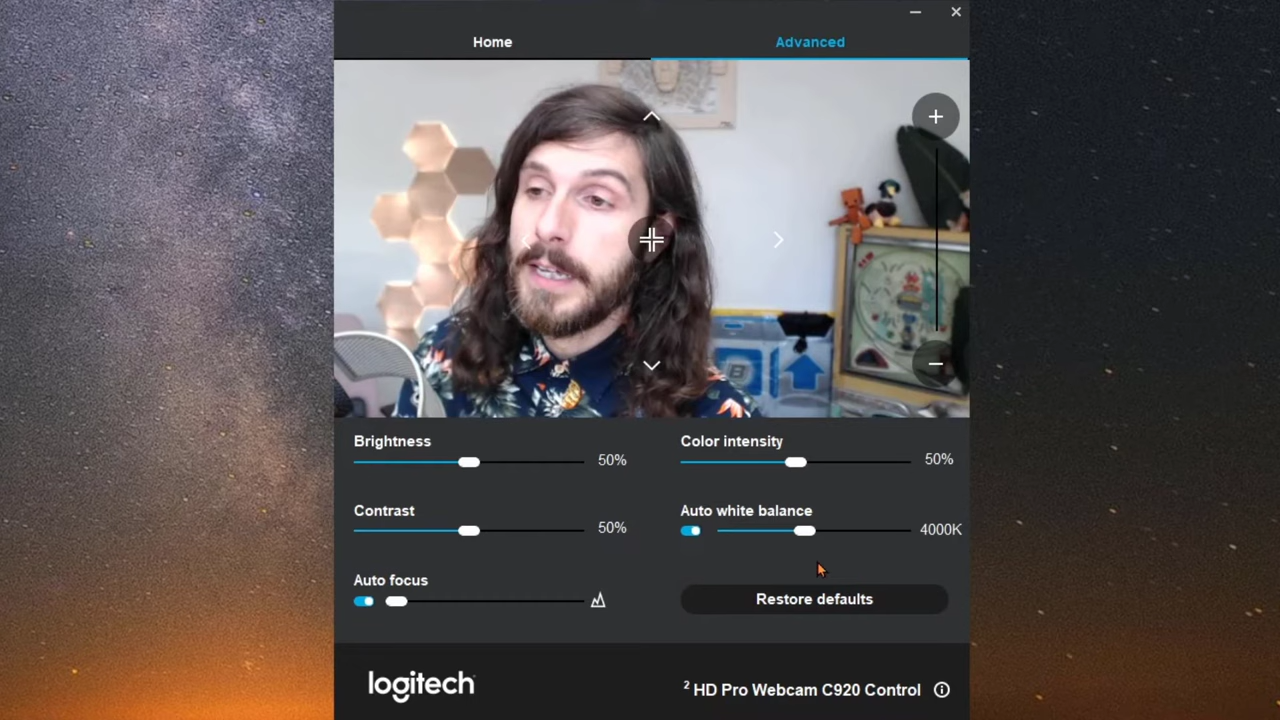 Home
Advanced
Brightness
50%
Color intensity
50%
Contrast
50%
Auto white balance
4000K
Auto focus
Restore defaults
logitech
2 HD Pro Webcam C920 Control
B